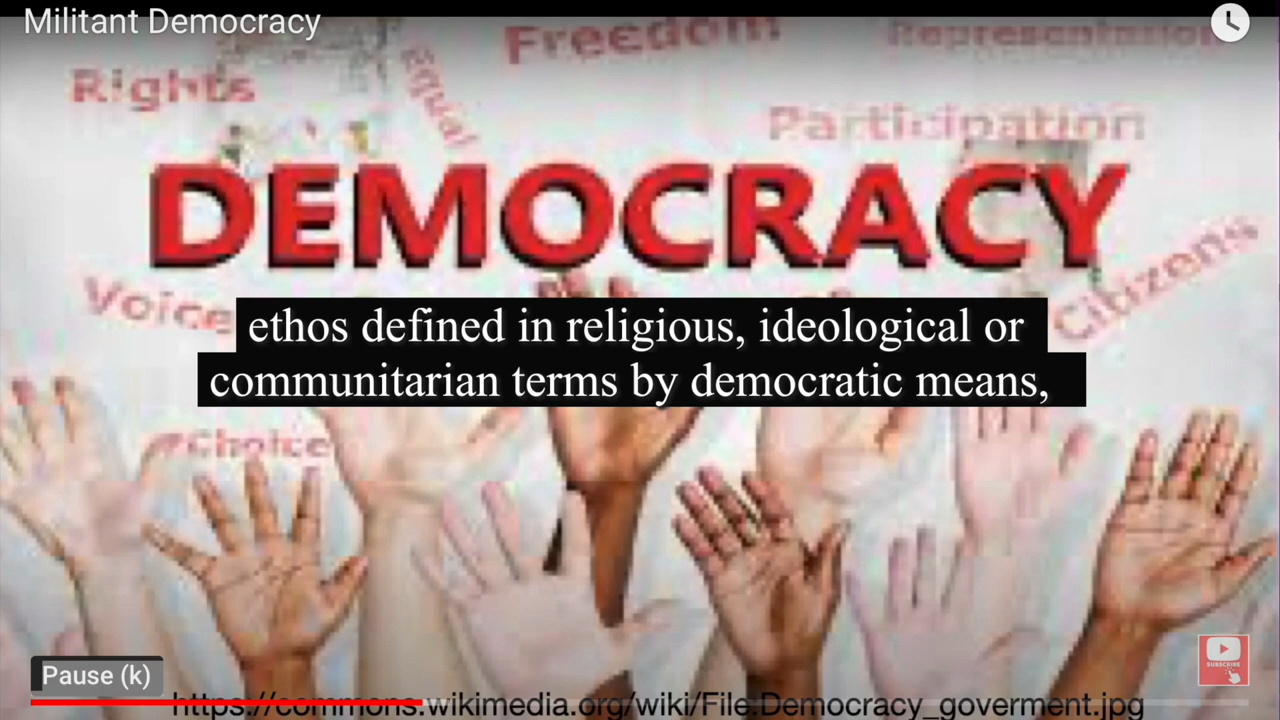 Militant Democracy
Freedom
Representation
Rights
equal
Participation
DEMOCRACY
Citizens
Voice
ethos defined in religious, ideological or
communitarian terms by democratic means,
#Choice
SUBSCRIBE
Pause (k)
https://commons.wikimedia.org/wiki/File:Democracy_goverment.jpg